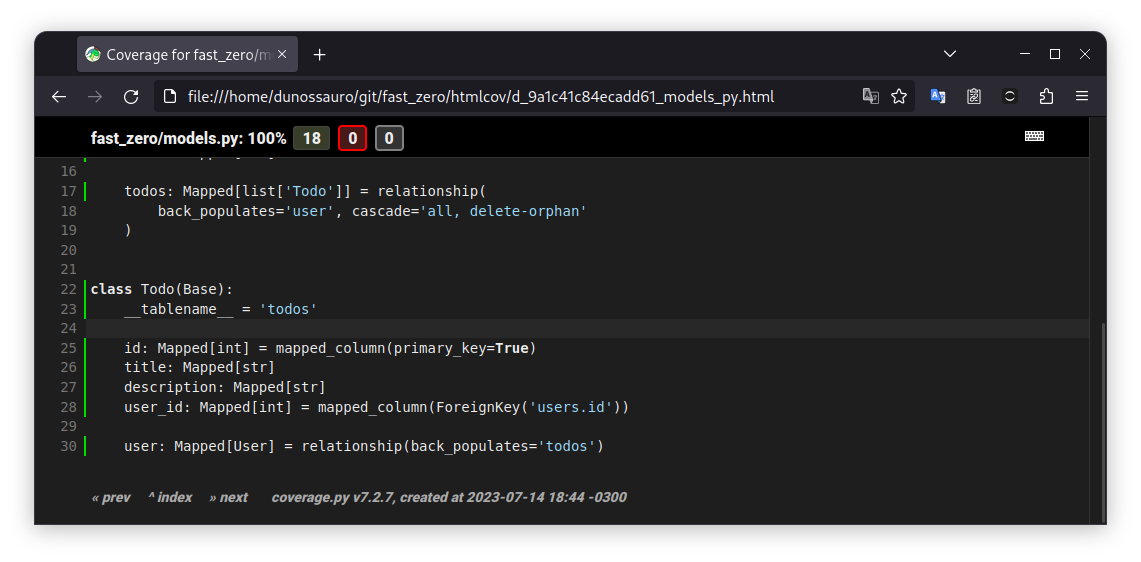 Coverage for fast_zero/m
file:///home/dunossauro/git/fast_zero/htmlcov/d_9a1c41c84ecadd61_models_py.html
fast_zero/models.py: 100% 18 0 0
16
17 todos: Mapped[list['Todo']] = relationship(
18 back_populates='user', cascade='all, delete-orphan'
19 )
20
21
22 class Todo(Base):
23 __tablename__ = 'todos'
24
25 id: Mapped[int] = mapped_column(primary_key=True)
26 title: Mapped[str]
27 description: Mapped[str]
28 user_id: Mapped[int] = mapped_column(ForeignKey('users.id'))
29
30 user: Mapped[User] = relationship(back_populates='todos')
« prev ^ index » next coverage.py v7.2.7, created at 2023-07-14 18:44 -0300